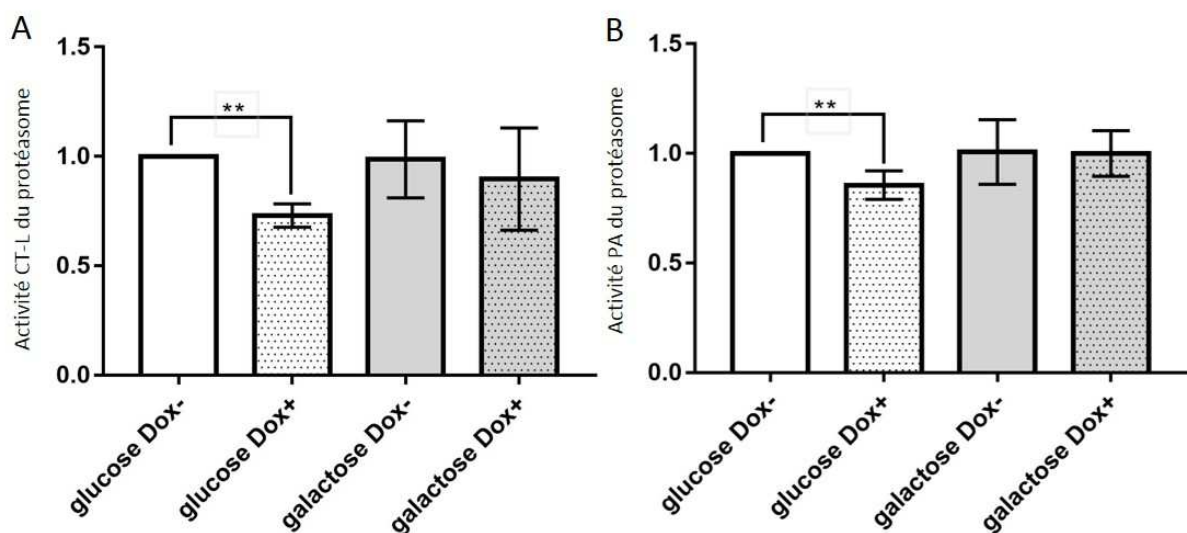 A
Activité CT-L du protéasome
1.5
1.0
0.5
0.0
**
glucose Dox-
glucose Dox+
galactose Dox-
galactose Dox+
B
Activité PA du protéasome
1.5
1.0
0.5
0.0
**
glucose Dox-
glucose Dox+
galactose Dox-
galactose Dox+